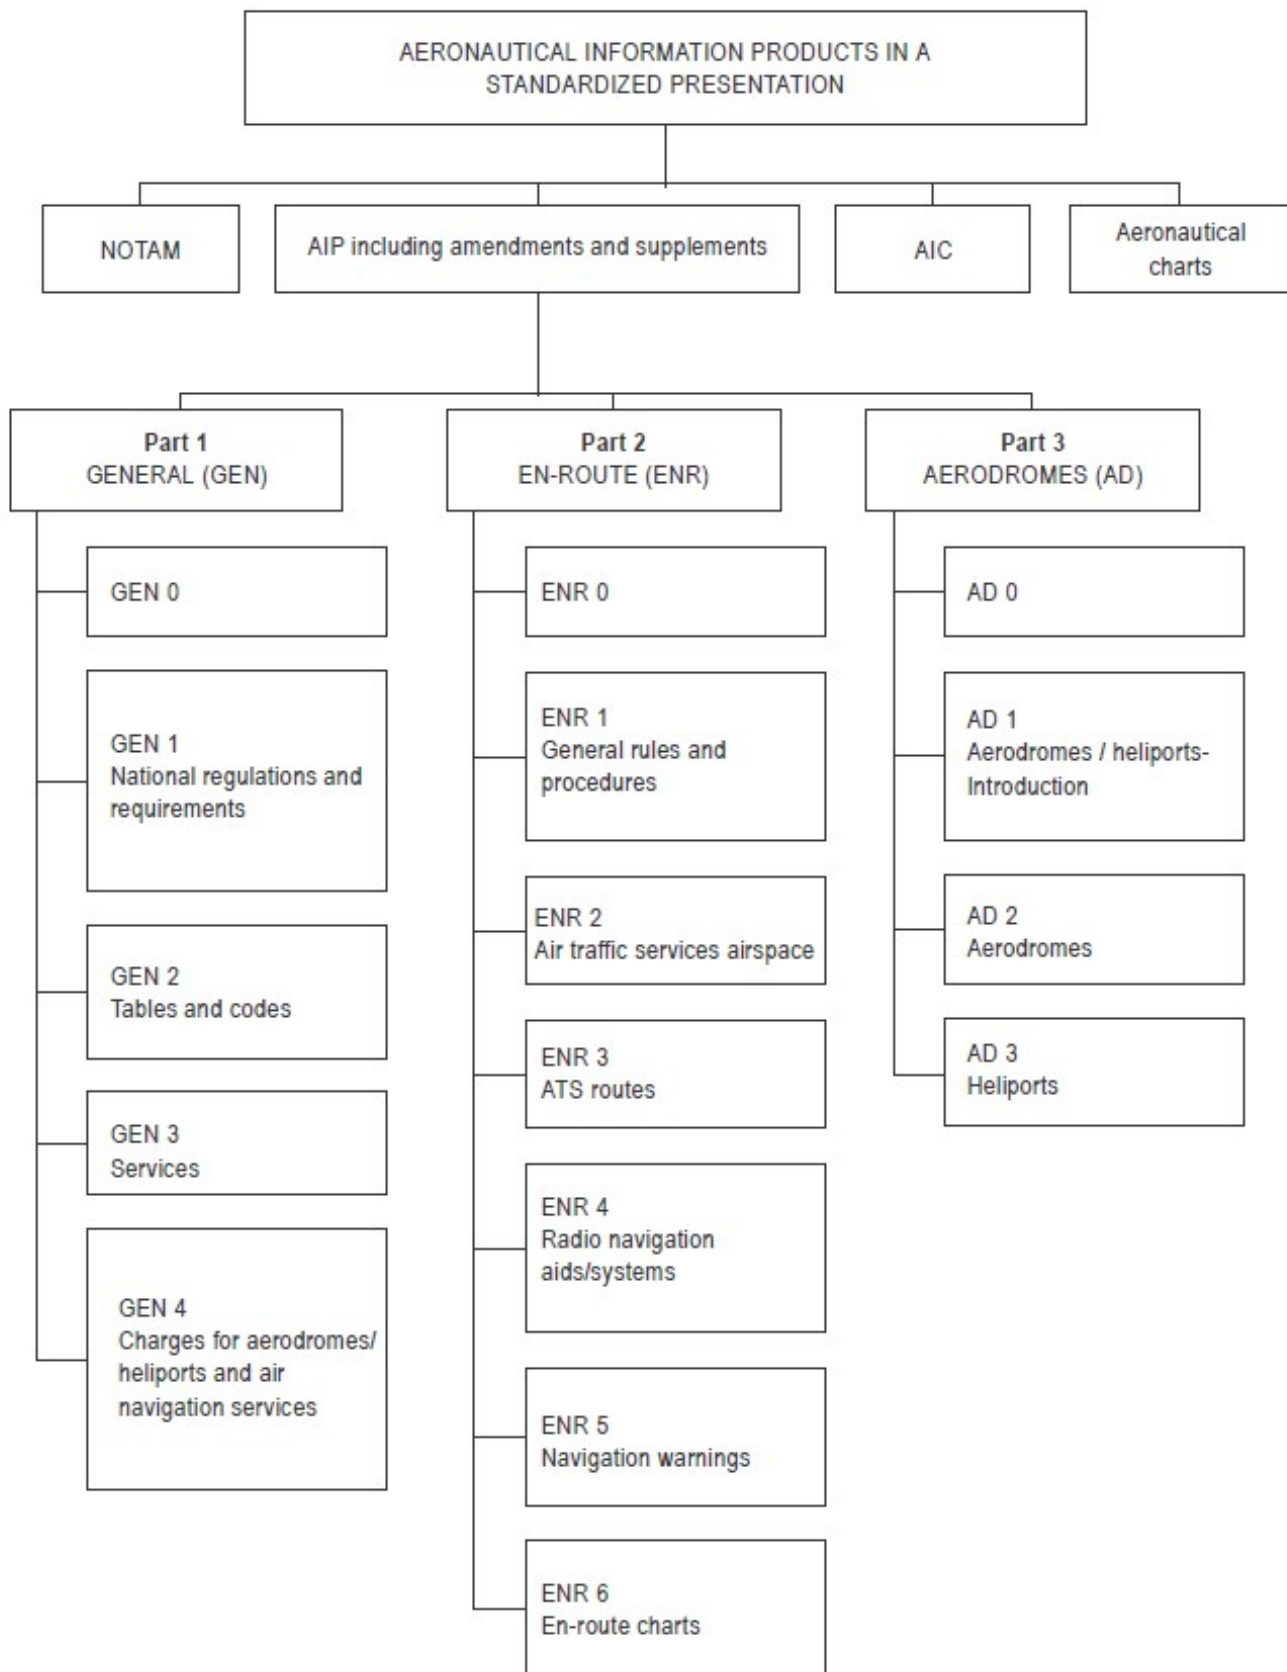 AERONAUTICAL INFORMATION PRODUCTS IN A
STANDARDIZED PRESENTATION
NOTAM
AIP including amendments and supplements
AIC
Aeronautical
charts
Part 1
GENERAL (GEN)
GEN 0
GEN 1
National regulations and
requirements
GEN 2
Tables and codes
GEN 3
Services
GEN 4
Charges for aerodromes/
heliports and air
navigation services
Part 2
EN-ROUTE (ENR)
ENR 0
ENR 1
General rules and
procedures
ENR 2
Air traffic services airspace
ENR 3
ATS routes
ENR 4
Radio navigation
aids/systems
ENR 5
Navigation warnings
ENR 6
En-route charts
Part 3
AERODROMES (AD)
AD 0
AD 1
Aerodromes / heliports-
Introduction
AD 2
Aerodromes
AD 3
Heliports